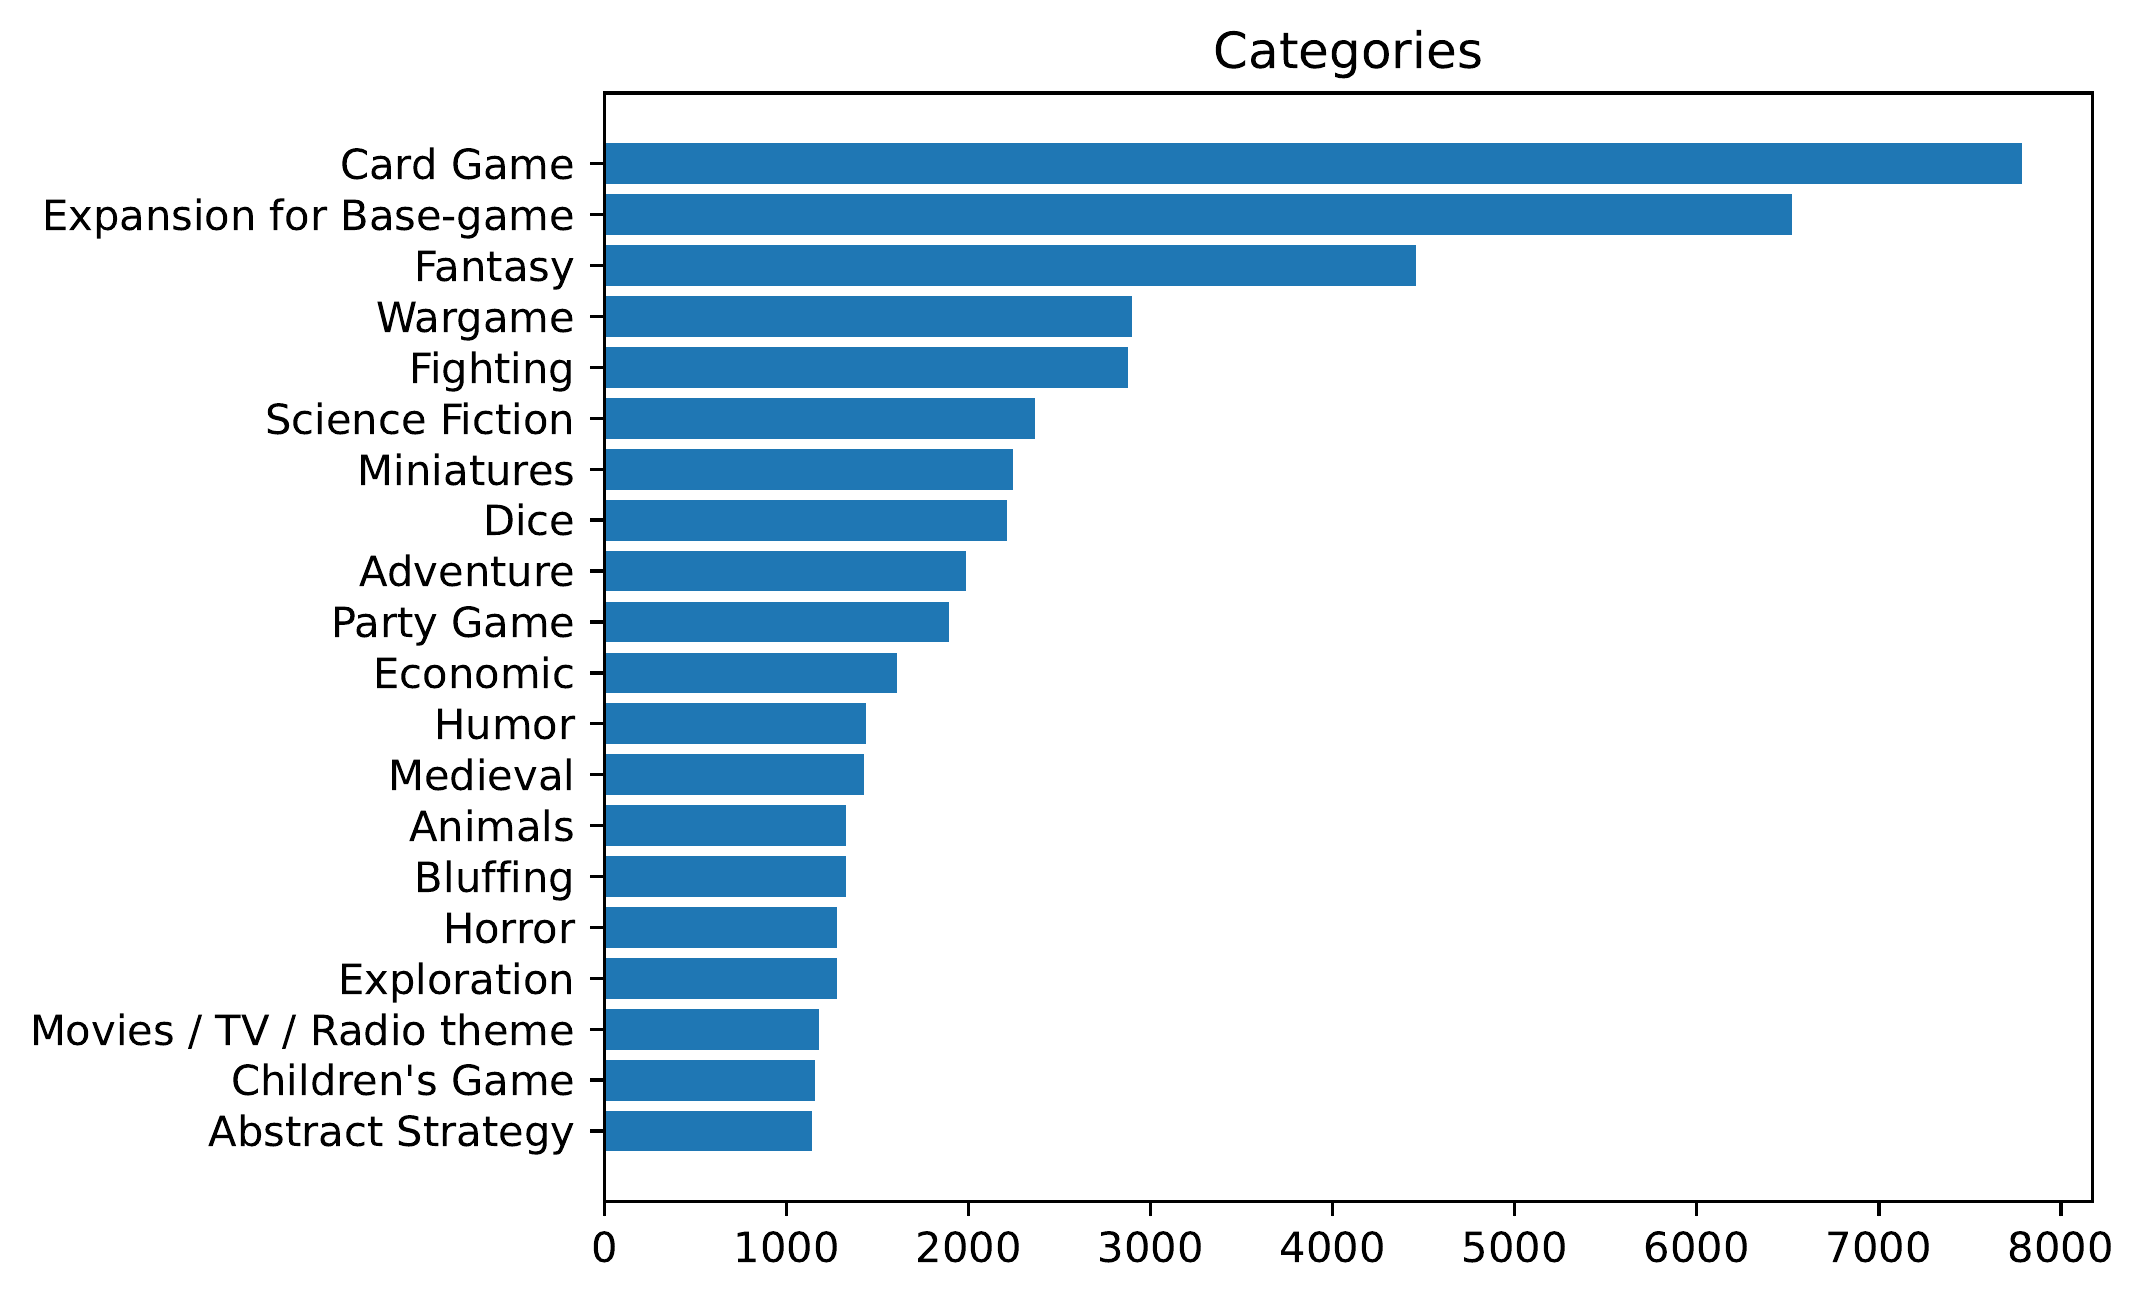 Categories
Card Game
Expansion for Base-game
Fantasy
Wargame
Fighting
Science Fiction
Miniatures
Dice
Adventure
Party Game
Economic
Humor
Medieval
Animals
Bluffing
Horror
Exploration
Movies / TV / Radio theme
Children's Game
Abstract Strategy
0 1000 2000 3000 4000 5000 6000 7000 8000